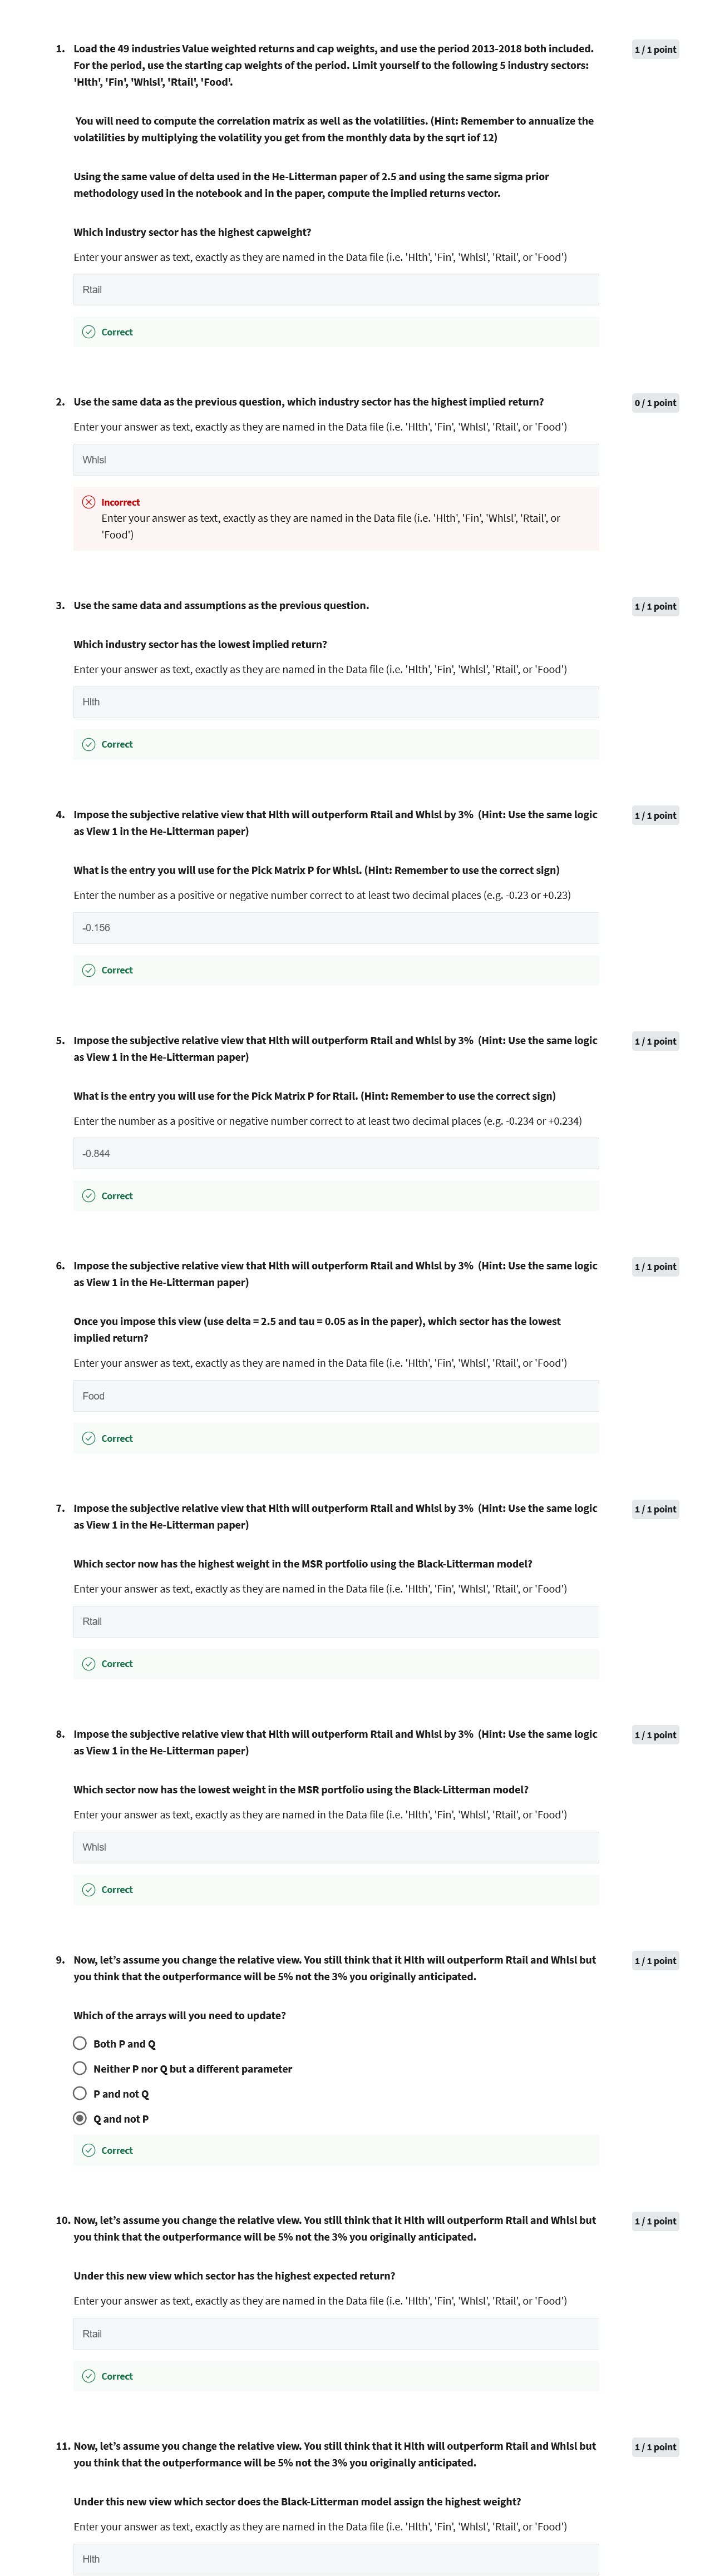 1. Load the 49 industries Value weighted returns and cap weights, and use the period 2013-2018 both included.
1 / 1 point
For the period, use the starting cap weights of the period. Limit yourself to the following 5 industry sectors:
'Hlth', 'Fin', 'Whlsl', 'Rtail', 'Food'.
You will need to compute the correlation matrix as well as the volatilities. (Hint: Remember to annualize the
volatilities by multiplying the volatility you get from the monthly data by the sqrt iof 12)
Using the same value of delta used in the He-Litterman paper of 2.5 and using the same sigma prior
methodology used in the notebook and in the paper, compute the implied returns vector.
Which industry sector has the highest capweight?
Enter your answer as text, exactly as they are named in the Data file (i.e. 'Hlth', 'Fin', 'Whlsl', 'Rtail', or 'Food')
Rtail
Correct
2. Use the same data as the previous question, which industry sector has the highest implied return?
0 / 1 point
Enter your answer as text, exactly as they are named in the Data file (i.e. 'Hlth', 'Fin', 'Whlsl', 'Rtail', or 'Food')
Whlsl
Incorrect
Enter your answer as text, exactly as they are named in the Data file (i.e. 'Hlth', 'Fin', 'Whlsl', 'Rtail', or
'Food')
3. Use the same data and assumptions as the previous question.
1 / 1 point
Which industry sector has the lowest implied return?
Enter your answer as text, exactly as they are named in the Data file (i.e. 'Hlth', 'Fin', 'Whlsl', 'Rtail', or 'Food')
Hlth
Correct
4. Impose the subjective relative view that Hlth will outperform Rtail and Whlsl by 3% (Hint: Use the same logic
1 / 1 point
as View 1 in the He-Litterman paper)
What is the entry you will use for the Pick Matrix P for Whlsl. (Hint: Remember to use the correct sign)
Enter the number as a positive or negative number correct to at least two decimal places (e.g. -0.23 or +0.23)
-0.156
Correct
5. Impose the subjective relative view that Hlth will outperform Rtail and Whlsl by 3% (Hint: Use the same logic
1 / 1 point
as View 1 in the He-Litterman paper)
What is the entry you will use for the Pick Matrix P for Rtail. (Hint: Remember to use the correct sign)
Enter the number as a positive or negative number correct to at least two decimal places (e.g. -0.234 or +0.234)
-0.844
Correct
6. Impose the subjective relative view that Hlth will outperform Rtail and Whlsl by 3% (Hint: Use the same logic
1 / 1 point
as View 1 in the He-Litterman paper)
Once you impose this view (use delta = 2.5 and tau = 0.05 as in the paper), which sector has the lowest
implied return?
Enter your answer as text, exactly as they are named in the Data file (i.e. 'Hlth', 'Fin', 'Whlsl', 'Rtail', or 'Food')
Food
Correct
7. Impose the subjective relative view that Hlth will outperform Rtail and Whlsl by 3% (Hint: Use the same logic
1 / 1 point
as View 1 in the He-Litterman paper)
Which sector now has the highest weight in the MSR portfolio using the Black-Litterman model?
Enter your answer as text, exactly as they are named in the Data file (i.e. 'Hlth', 'Fin', 'Whlsl', 'Rtail', or 'Food')
Rtail
Correct
8. Impose the subjective relative view that Hlth will outperform Rtail and Whlsl by 3% (Hint: Use the same logic
1 / 1 point
as View 1 in the He-Litterman paper)
Which sector now has the lowest weight in the MSR portfolio using the Black-Litterman model?
Enter your answer as text, exactly as they are named in the Data file (i.e. 'Hlth', 'Fin', 'Whlsl', 'Rtail', or 'Food')
Whlsl
Correct
9. Now, let's assume you change the relative view. You still think that it Hlth will outperform Rtail and Whlsl but
1 / 1 point
you think that the outperformance will be 5% not the 3% you originally anticipated.
Which of the arrays will you need to update?
Both P and Q
Neither P nor Q but a different parameter
P and not Q
Q and not P
Correct
10. Now, let's assume you change the relative view. You still think that it Hlth will outperform Rtail and Whlsl but
1 / 1 point
you think that the outperformance will be 5% not the 3% you originally anticipated.
Under this new view which sector has the highest expected return?
Enter your answer as text, exactly as they are named in the Data file (i.e. 'Hlth', 'Fin', 'Whlsl', 'Rtail', or 'Food')
Rtail
Correct
11. Now, let's assume you change the relative view. You still think that it Hlth will outperform Rtail and Whlsl but
1 / 1 point
you think that the outperformance will be 5% not the 3% you originally anticipated.
Under this new view which sector does the Black-Litterman model assign the highest weight?
Enter your answer as text, exactly as they are named in the Data file (i.e. 'Hlth', 'Fin', 'Whlsl', 'Rtail', or 'Food')
Hlth